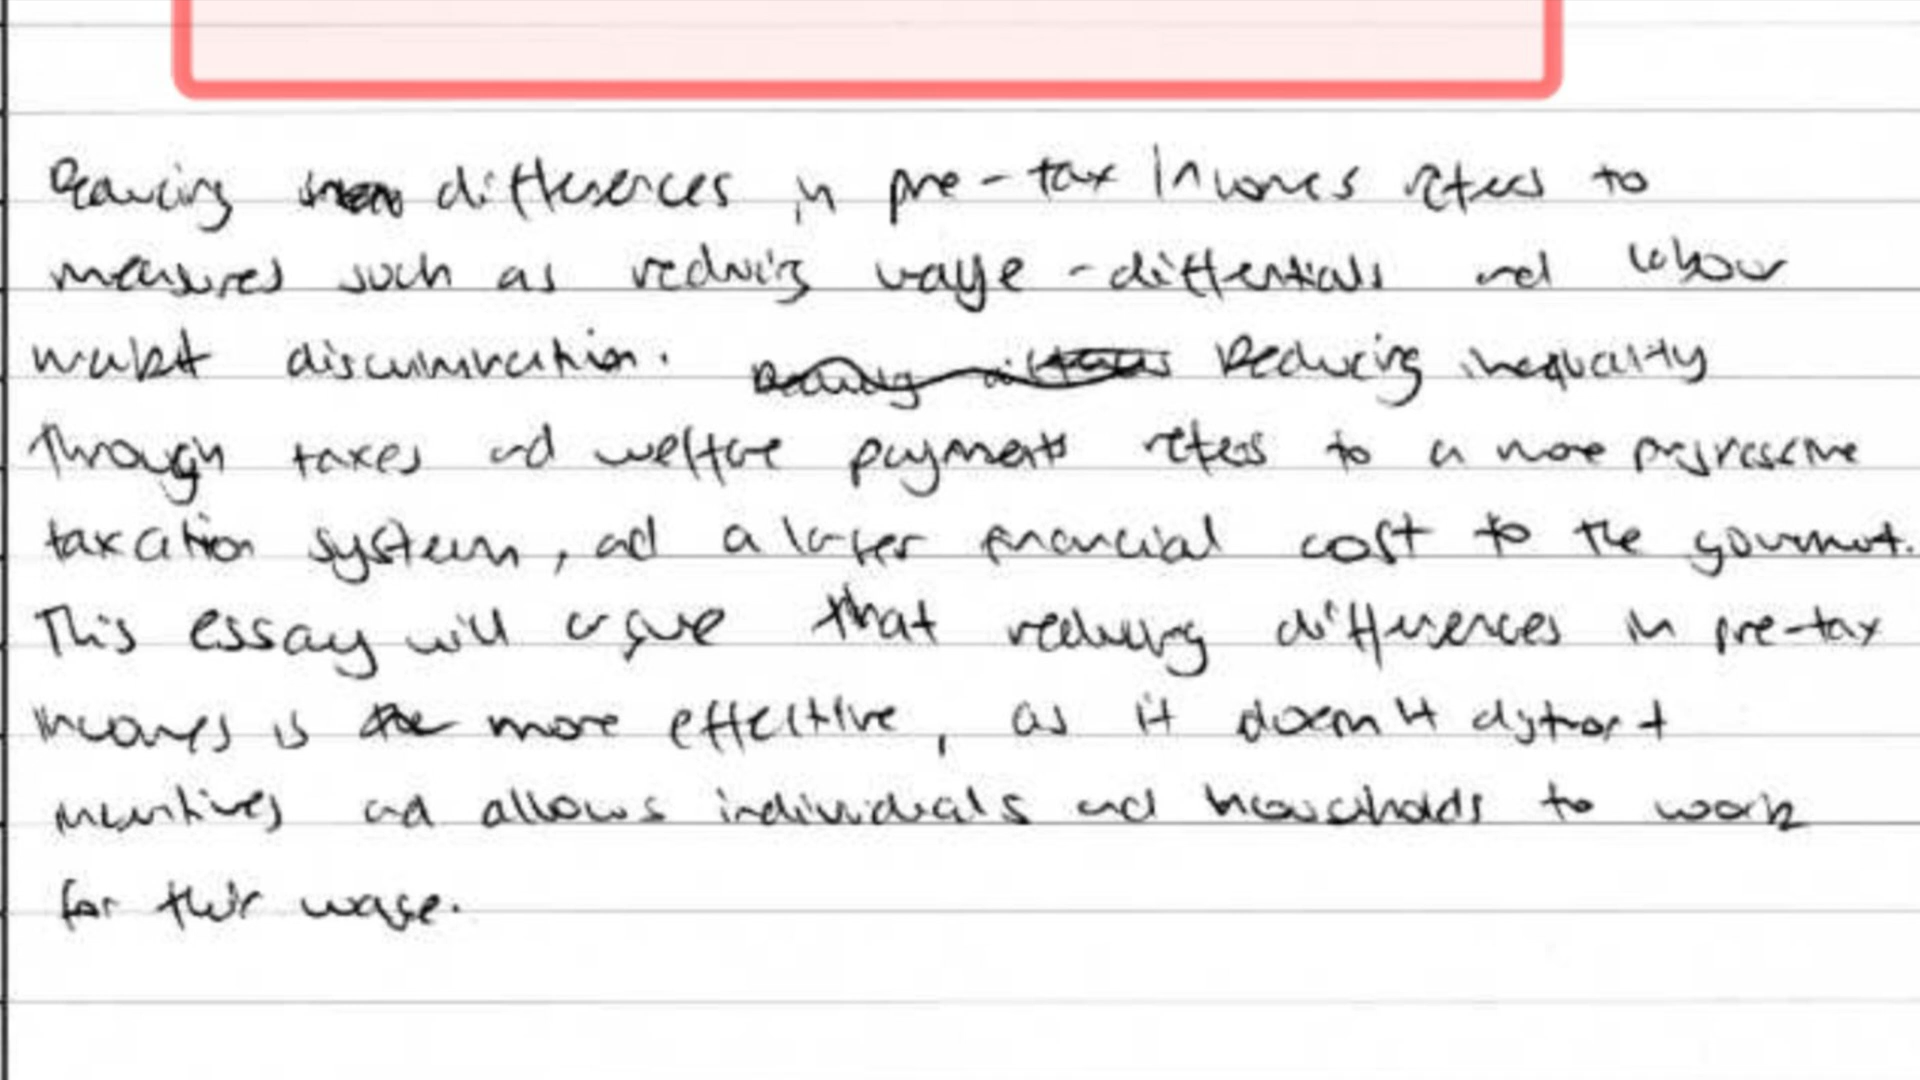 Reducing differences in pre-tax incomes refers to
measures such as reducing wage-diffentials and labour
market discrimination. Reducing inequality
through taxes and welfare payments refers to a more progressive
taxation system, and a larger financial cost to the government.
This essay will argue that reducing differences in pre-tax
incomes is more effective, as it doesn't distort
incentives and allows individuals and households to work
for their wage.